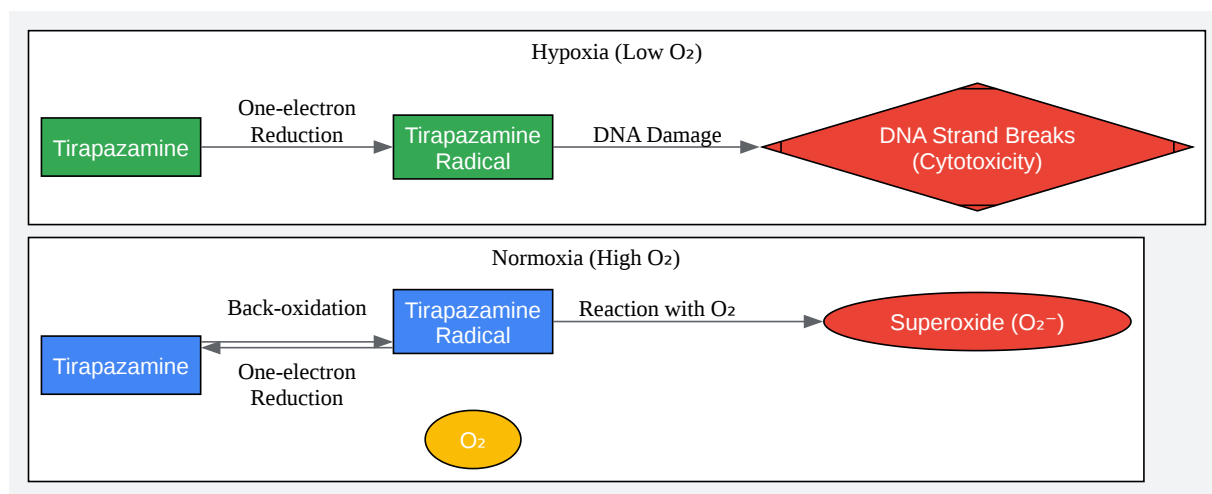 Hypoxia (Low O₂)
One-electron
Reduction
Tirapazamine
Tirapazamine
Radical
DNA Damage
DNA Strand Breaks
(Cytotoxicity)
Normoxia (High O₂)
Back-oxidation
Tirapazamine
Radical
Reaction with O₂
Superoxide (O₂⁻)
Tirapazamine
One-electron
Reduction
O₂